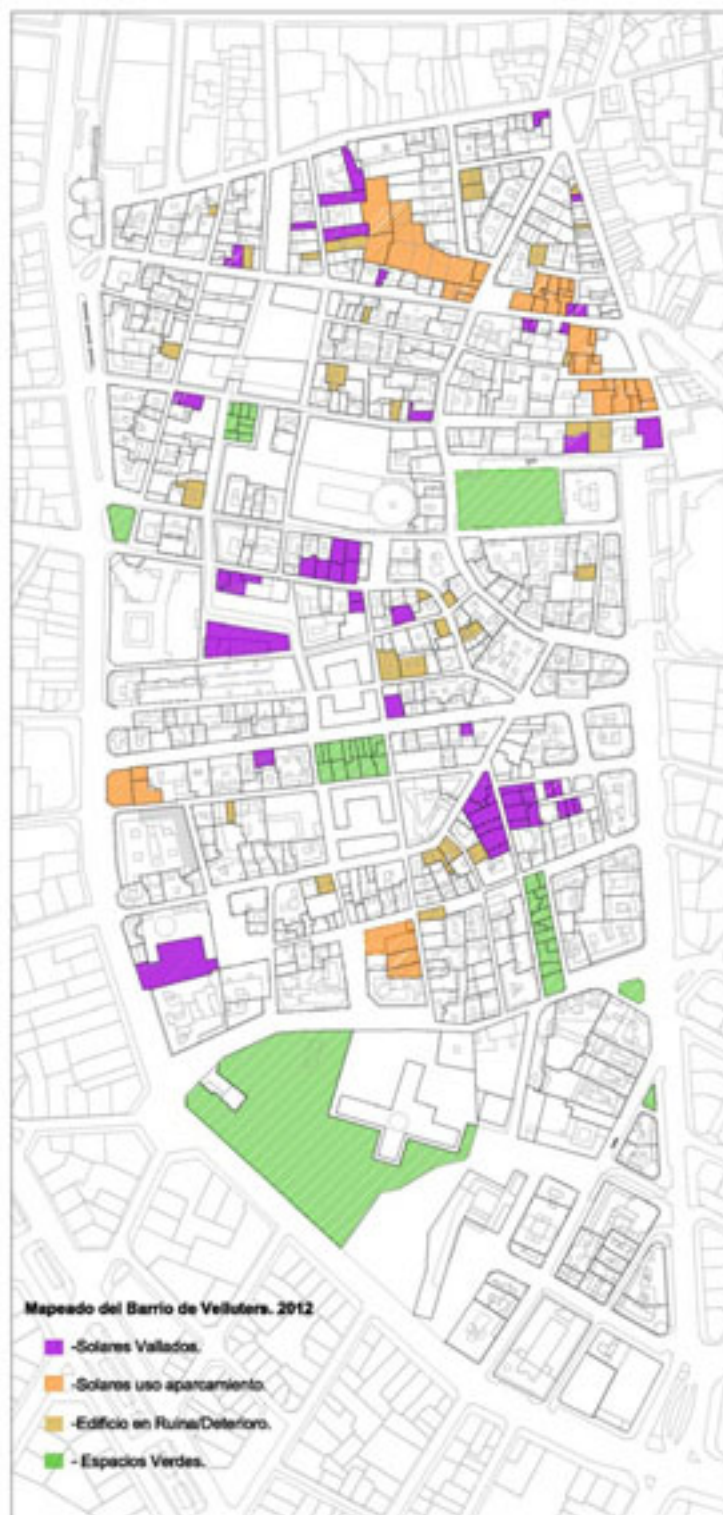 Mapeado del Barrio de Velluters. 2012
-Solares Vallados.
-Solares uso aparcamiento.
-Edificio en Ruina/Deterioro.
- Espacios Verdes.